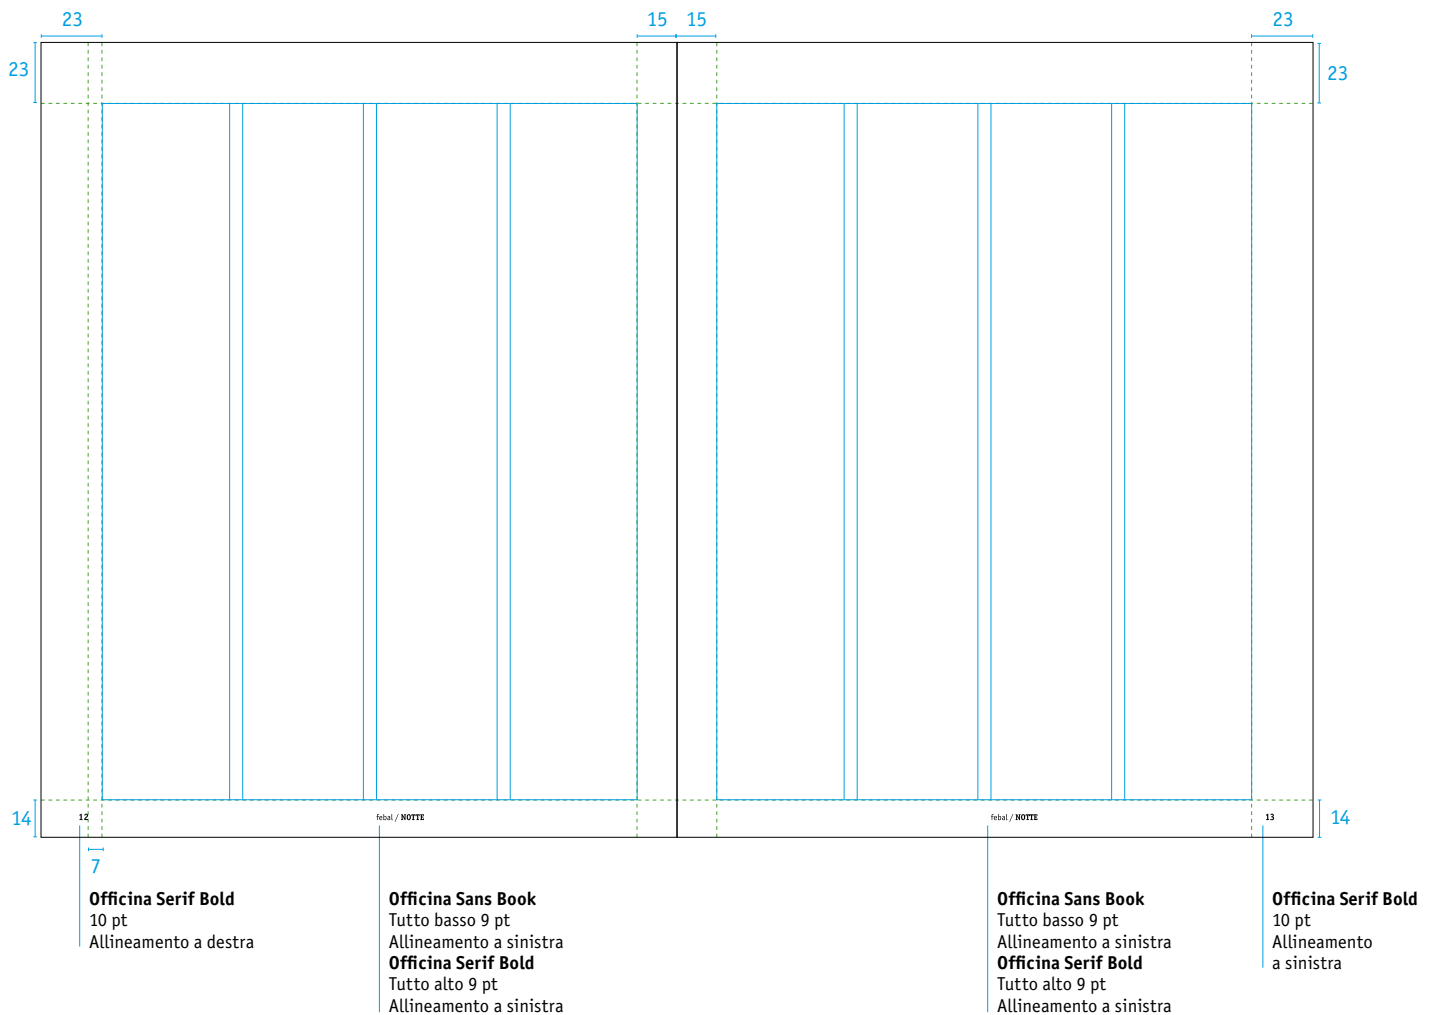 23
15
15
23
23
23
14
12
febal / NOTTE
febal / NOTTE
13
14
7
Officina Serif Bold
10 pt
Allineamento a destra
Officina Sans Book
Tutto basso 9 pt
Allineamento a sinistra
Officina Serif Bold
Tutto alto 9 pt
Allineamento a sinistra
Officina Sans Book
Tutto basso 9 pt
Allineamento a sinistra
Officina Serif Bold
Tutto alto 9 pt
Allineamento a sinistra
Officina Serif Bold
10 pt
Allineamento
a sinistra